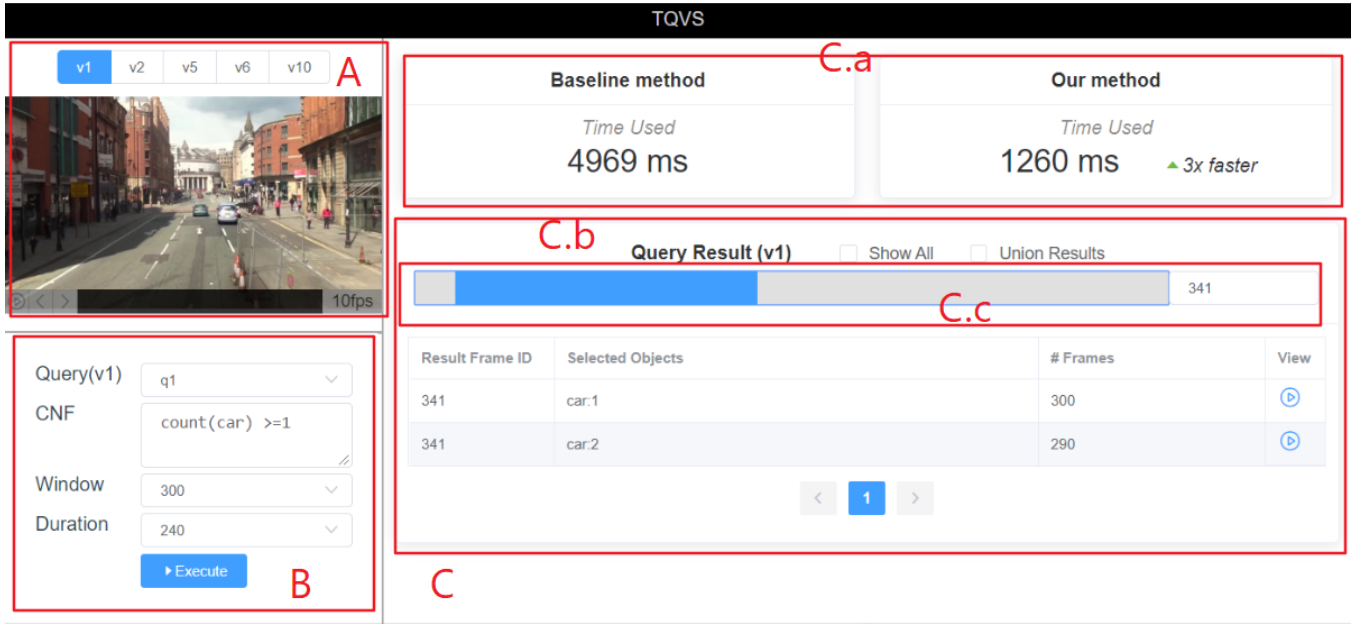 TQVS
v1 v2 v5 v6 v10 A
10fps
Query(v1) q1
CNF count(car) >=1
Window 300
Duration 240
Execute
B
C.a
Baseline method
Time Used
4969 ms
Our method
Time Used
1260 ms 3x faster
C.b
Query Result (v1) Show All Union Results
341
C.c
Result Frame ID Selected Objects # Frames View
341 car:1 300
341 car:2 290
1
C